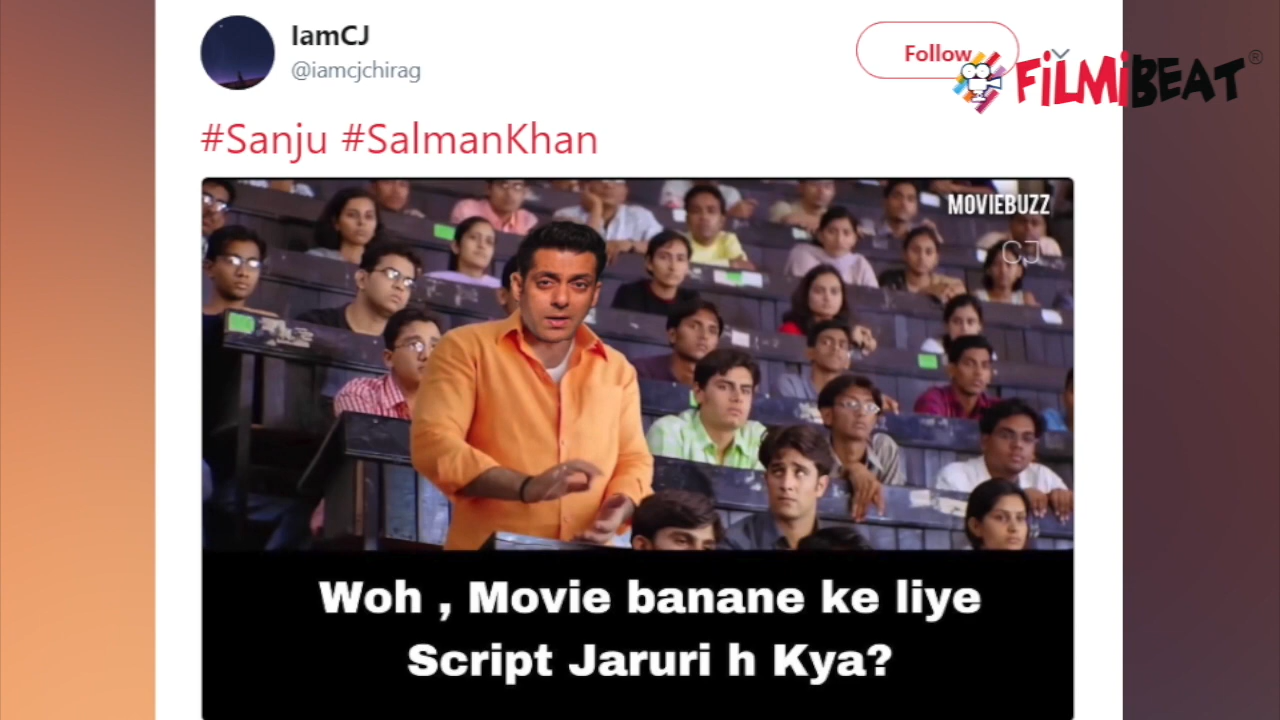 IamCJ
@iamcjchirag
Follow
FiLMiBEAT®
#Sanju #SalmanKhan
MOVIEBUZZ
CJ
Woh , Movie banane ke liye
Script Jaruri h Kya?